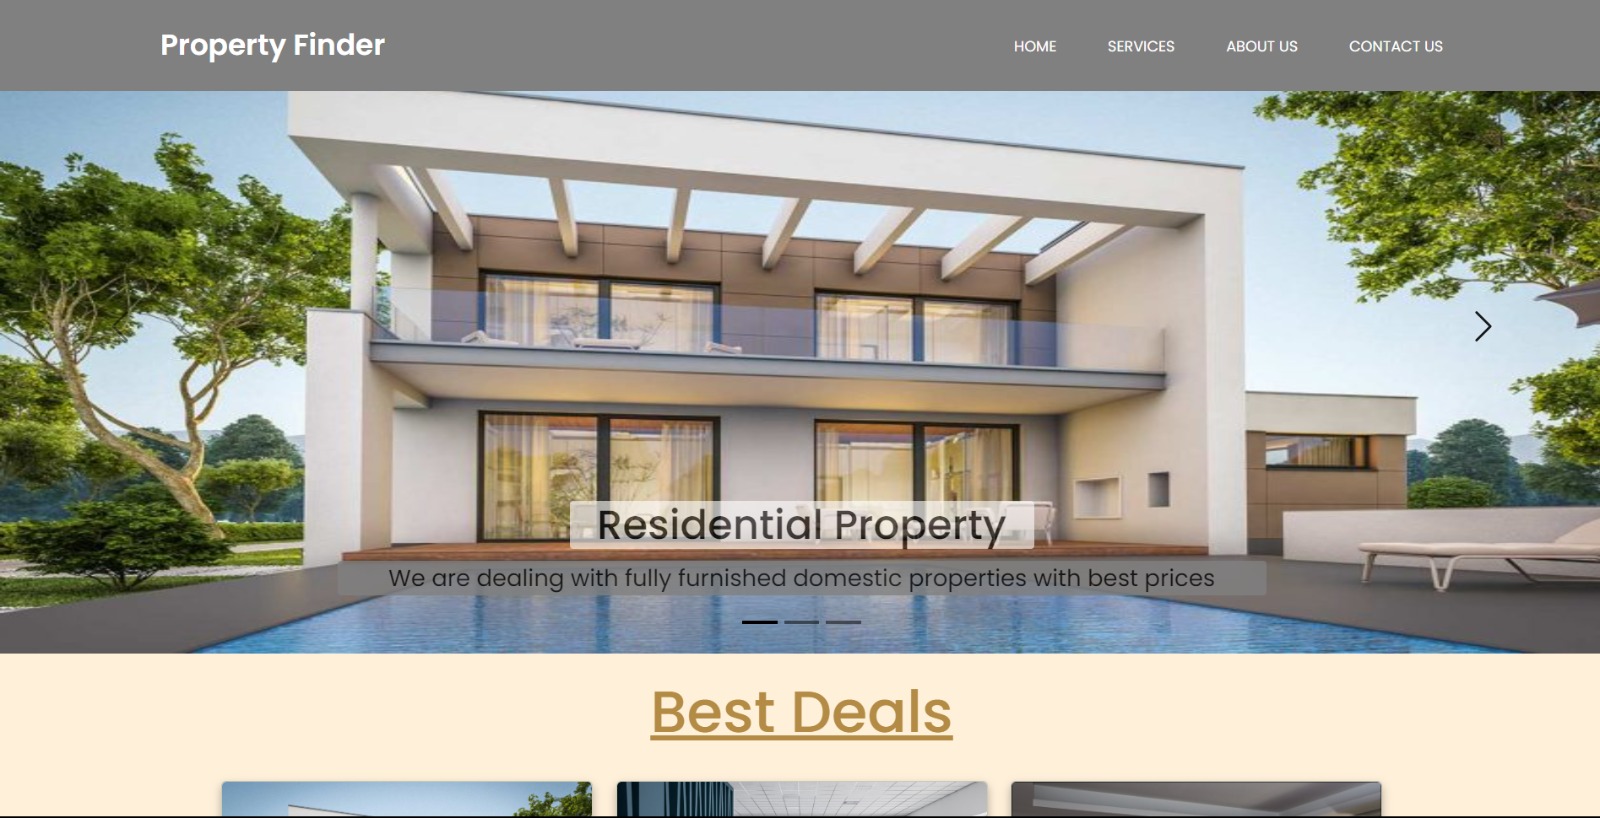 Property Finder
HOME
SERVICES
ABOUT US
CONTACT US
Residential Property
We are dealing with fully furnished domestic properties with best prices
Best Deals